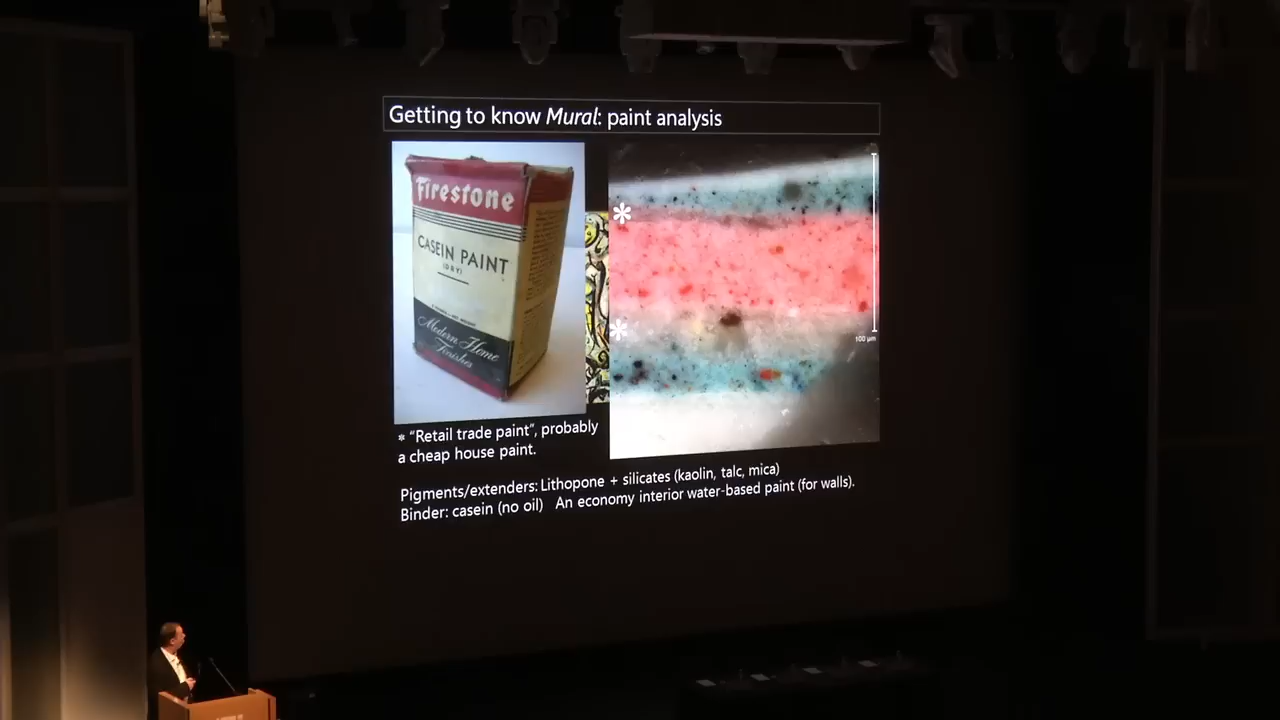 Getting to know Mural: paint analysis
Firestone
CASEIN PAINT
(DRY)
Modern Home
Finishes
*
*
100 µm
* "Retail trade paint", probably
a cheap house paint.
Pigments/extenders: Lithopone + silicates (kaolin, talc, mica)
Binder: casein (no oil) An economy interior water-based paint (for walls).